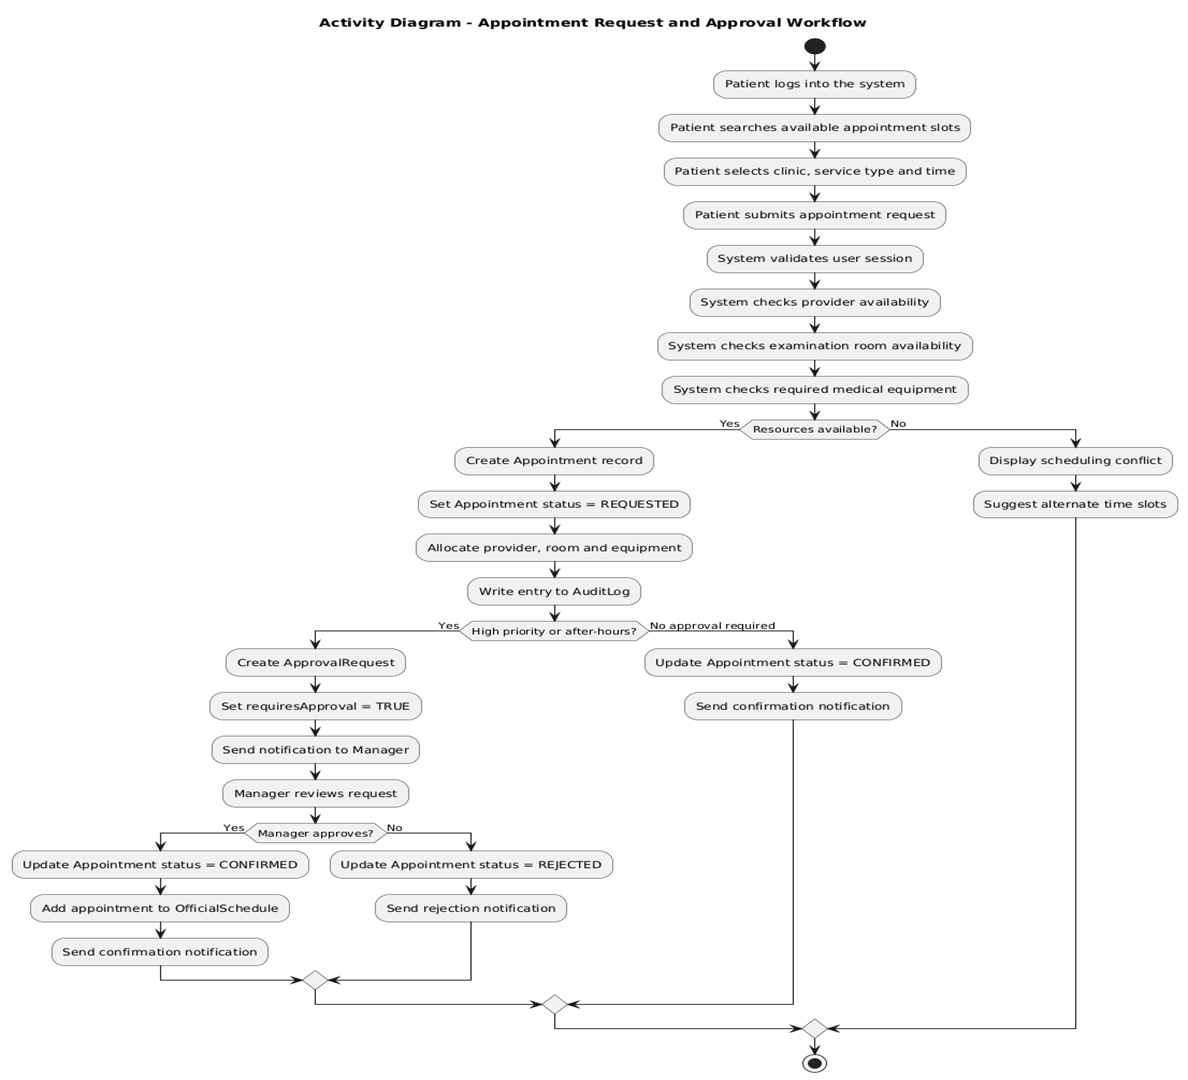 Activity Diagram - Appointment Request and Approval Workflow
Patient logs into the system
Patient searches available appointment slots
Patient selects clinic, service type and time
Patient submits appointment request
System validates user session
System checks provider availability
System checks examination room availability
System checks required medical equipment
Yes
Resources available?
No
Create Appointment record
Set Appointment status = REQUESTED
Allocate provider, room and equipment
Write entry to AuditLog
Yes
High priority or after-hours?
No approval required
Create ApprovalRequest
Set requiresApproval = TRUE
Send notification to Manager
Manager reviews request
Yes
Manager approves?
No
Update Appointment status = CONFIRMED
Add appointment to OfficialSchedule
Send confirmation notification
Update Appointment status = REJECTED
Send rejection notification
Update Appointment status = CONFIRMED
Send confirmation notification
Display scheduling conflict
Suggest alternate time slots